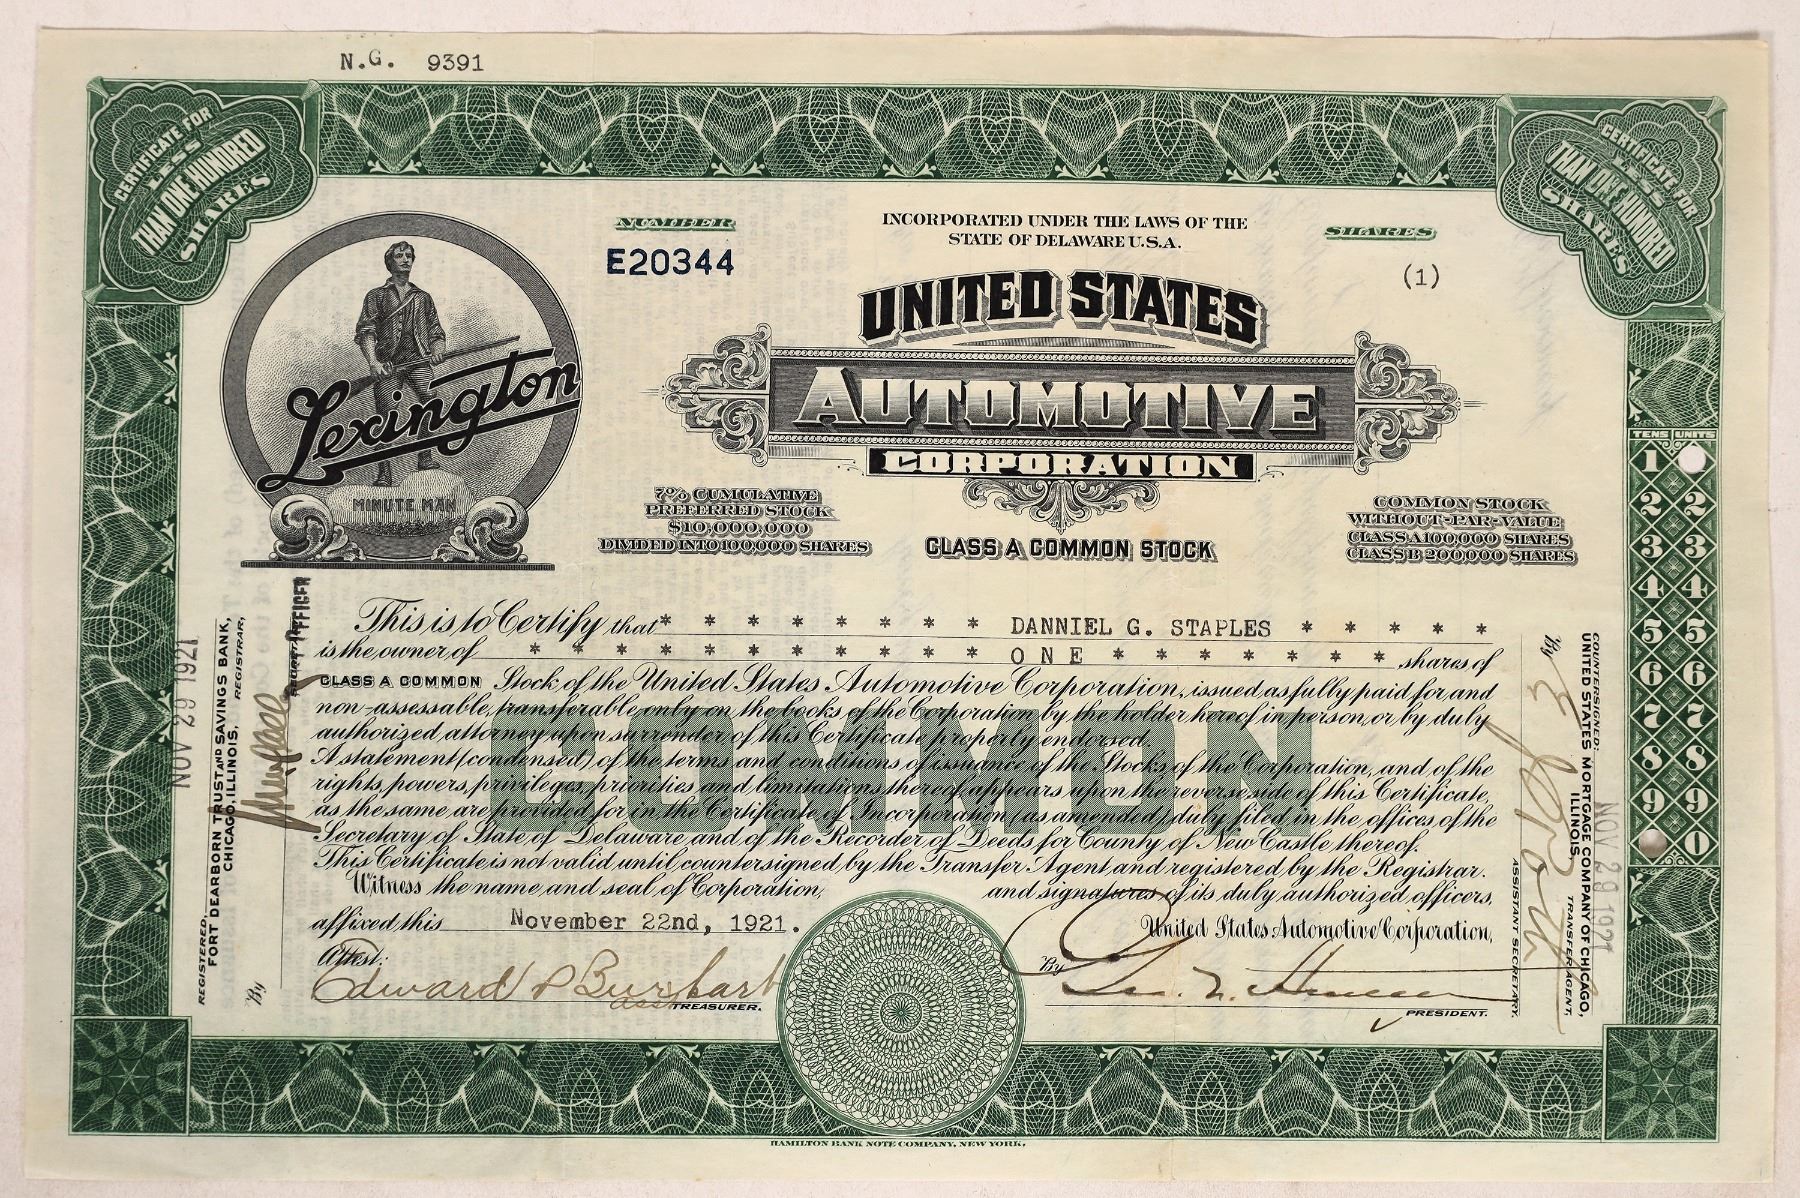 N.G. 9391
CERTIFICATE FOR
LESS
THAN ONE HUNDRED
SHARES
CERTIFICATE FOR
LESS
THAN ONE HUNDRED
SHARES
NUMBER
E20344
INCORPORATED UNDER THE LAWS OF THE
STATE OF DELAWARE U.S.A.
SHARES
(1)
UNITED STATES
AUTOMOTIVE
CORPORATION
Lexington
MINUTE MAN
7% CUMULATIVE
PREFERRED STOCK
$10,000,000
DIVIDED INTO 100,000 SHARES
CLASS A COMMON STOCK
COMMON STOCK
WITHOUT-PAR-VALUE
CLASS A 100,000 SHARES
CLASS B 200,000 SHARES
TENS UNITS
1
2 2
3 3
4 4
5 5
6 6
7 7
8 8
9 9
0
This is to Certify that * * * * * * * * * DANNIEL G. STAPLES * * * * *
is the owner of * * * * * * * * * * * ONE * * * * * * * shares of
CLASS A COMMON Stock of the United States Automotive Corporation, issued as fully paid for and
non-assessable, transferable only on the books of the Corporation by the holder hereof in person, or by duly
authorized attorney upon surrender of this Certificate properly endorsed.
A statement (condensed) of the terms and conditions of issuance of the Stocks of the Corporation, and of the
rights, powers, privileges, priorities and limitations thereof appears upon the reverse side of this Certificate,
as the same are provided for in the Certificate of Incorporation (as amended) duly filed in the offices of the
Secretary of State of Delaware and of the Recorder of Deeds for County of New Castle thereof.
This Certificate is not valid until countersigned by the Transfer Agent and registered by the Registrar.
Witness the name and seal of Corporation, and signatures of its duly authorized officers,
affixed this November 22nd, 1921.
COMMON
United States Automotive Corporation,
Attest:
Edward P Burkhart
Asst TREASURER.
By
PRESIDENT.
NOV 29 1921
REGISTERED,
FORT DEARBORN TRUST AND SAVINGS BANK,
CHICAGO, ILLINOIS, REGISTRAR,
By
OFFICER
COUNTERSIGNED:
UNITED STATES MORTGAGE COMPANY OF CHICAGO,
ILLINOIS, TRANSFER AGENT.
NOV 29 1921
By
ASSISTANT SECRETARY.
HAMILTON BANK NOTE COMPANY, NEW YORK.